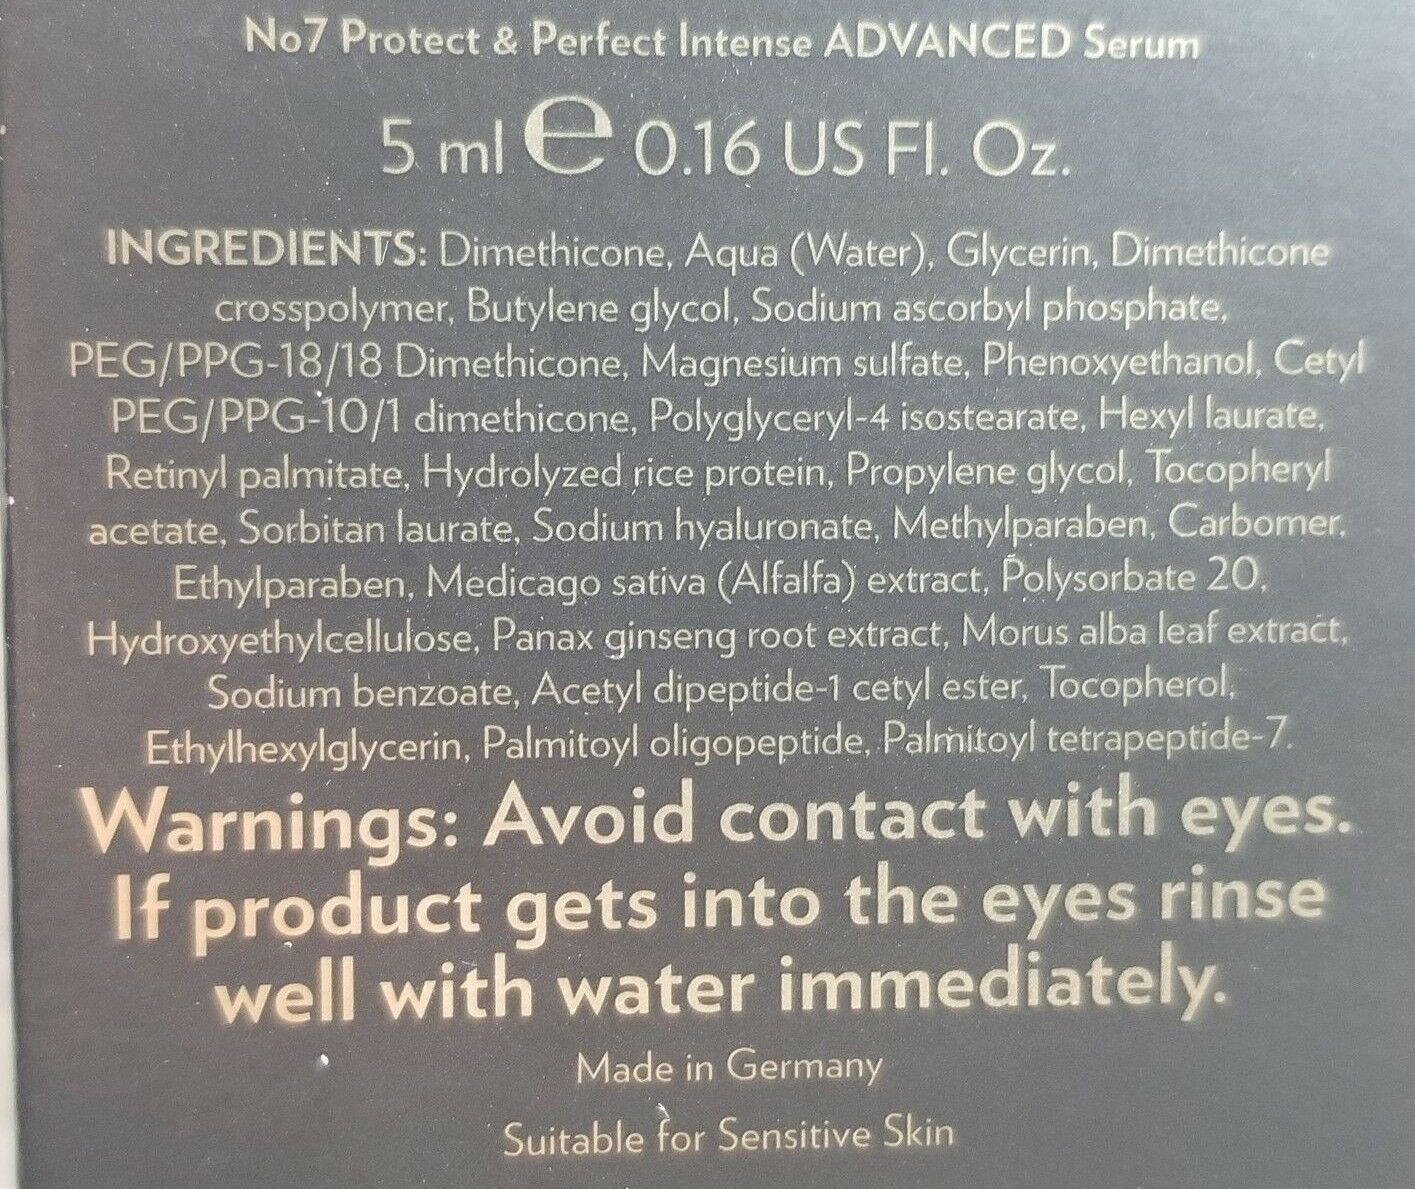 No7 Protect & Perfect Intense ADVANCED Serum
5 ml e 0.16 US Fl. Oz.
INGREDIENTS: Dimethicone, Aqua (Water), Glycerin, Dimethicone
crosspolymer, Butylene glycol, Sodium ascorbyl phosphate,
PEG/PPG-18/18 Dimethicone, Magnesium sulfate, Phenoxyethanol, Cetyl
PEG/PPG-10/1 dimethicone, Polyglyceryl-4 isostearate, Hexyl laurate,
Retinyl palmitate, Hydrolyzed rice protein, Propylene glycol, Tocopheryl
acetate, Sorbitan laurate, Sodium hyaluronate, Methylparaben, Carbomer,
Ethylparaben, Medicago sativa (Alfalfa) extract, Polysorbate 20,
Hydroxyethylcellulose, Panax ginseng root extract, Morus alba leaf extract,
Sodium benzoate, Acetyl dipeptide-1 cetyl ester, Tocopherol,
Ethylhexylglycerin, Palmitoyl oligopeptide, Palmitoyl tetrapeptide-7.
Warnings: Avoid contact with eyes.
If product gets into the eyes rinse
well with water immediately.
Made in Germany
Suitable for Sensitive Skin